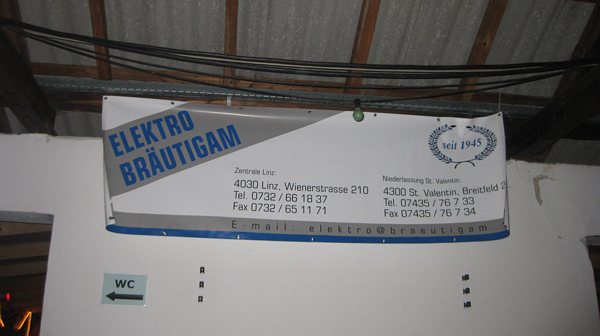 ELEKTRO
BRÄUTIGAM
seit 1945
Zentrale Linz:
4030 Linz, Wienerstrasse 210
Tel. 0732 / 66 18 37
Fax 0732 / 65 11 71
Niederlassung St. Valentin:
4300 St. Valentin, Breitfeld 2
Tel. 07435 / 76 7 33
Fax 07435 / 76 7 34
E-mail: elektro@braeutigam.
WC